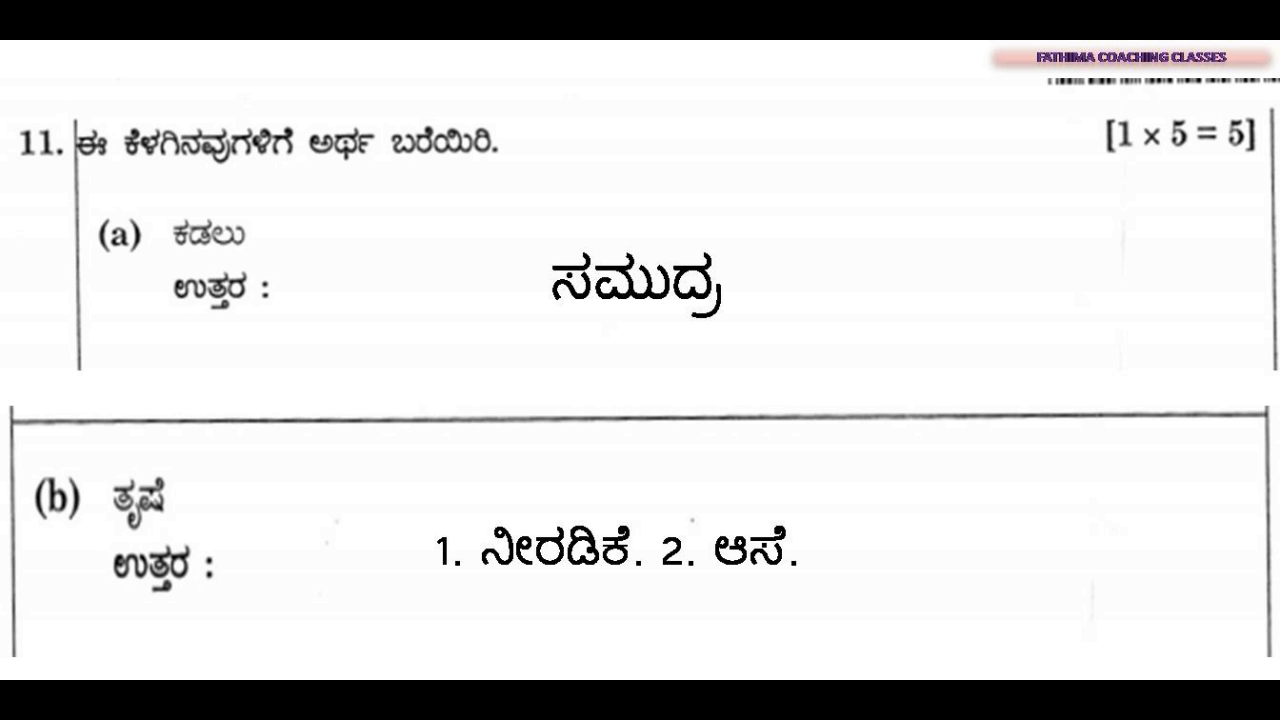 FATHIMA COACHING CLASSES
11. ಈ ಕೆಳಗಿನವುಗಳಿಗೆ ಅರ್ಥ ಬರೆಯಿರಿ. [1 × 5 = 5]
(a) ಕಡಲು
ಉತ್ತರ : ಸಮುದ್ರ
(b) ತೃಷೆ
ಉತ್ತರ : 1. ನೀರಡಿಕೆ. 2. ಆಸೆ.